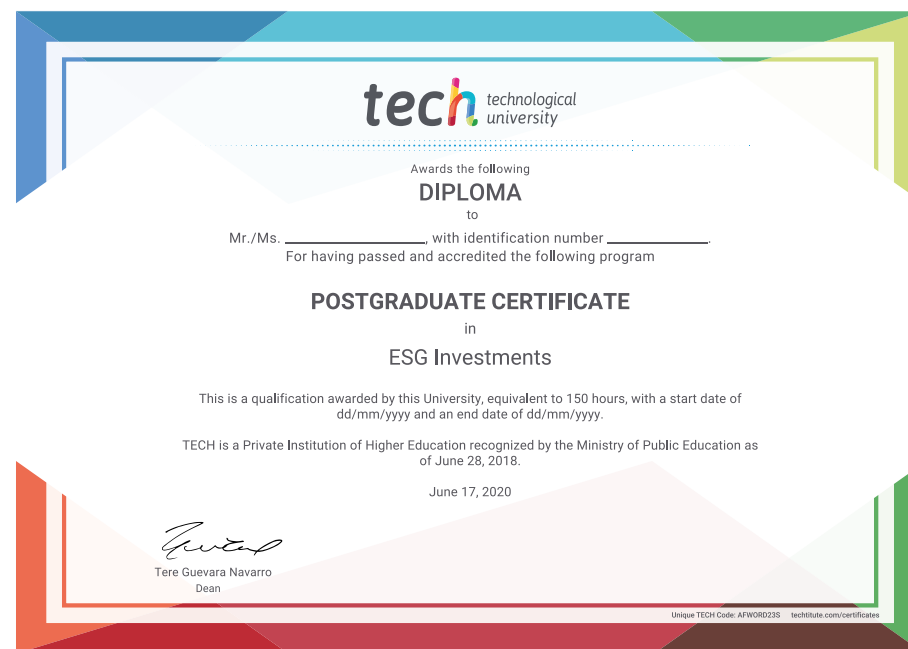 tech technological
university
Awards the following
DIPLOMA
to
Mr./Ms. ____________________, with identification number ______________.
For having passed and accredited the following program
POSTGRADUATE CERTIFICATE
in
ESG Investments
This is a qualification awarded by this University, equivalent to 150 hours, with a start date of
dd/mm/yyyy and an end date of dd/mm/yyyy.
TECH is a Private Institution of Higher Education recognized by the Ministry of Public Education as
of June 28, 2018.
June 17, 2020
Tere Guevara Navarro
Dean
Unique TECH Code: AFWORD23S techtitute.com/certificates